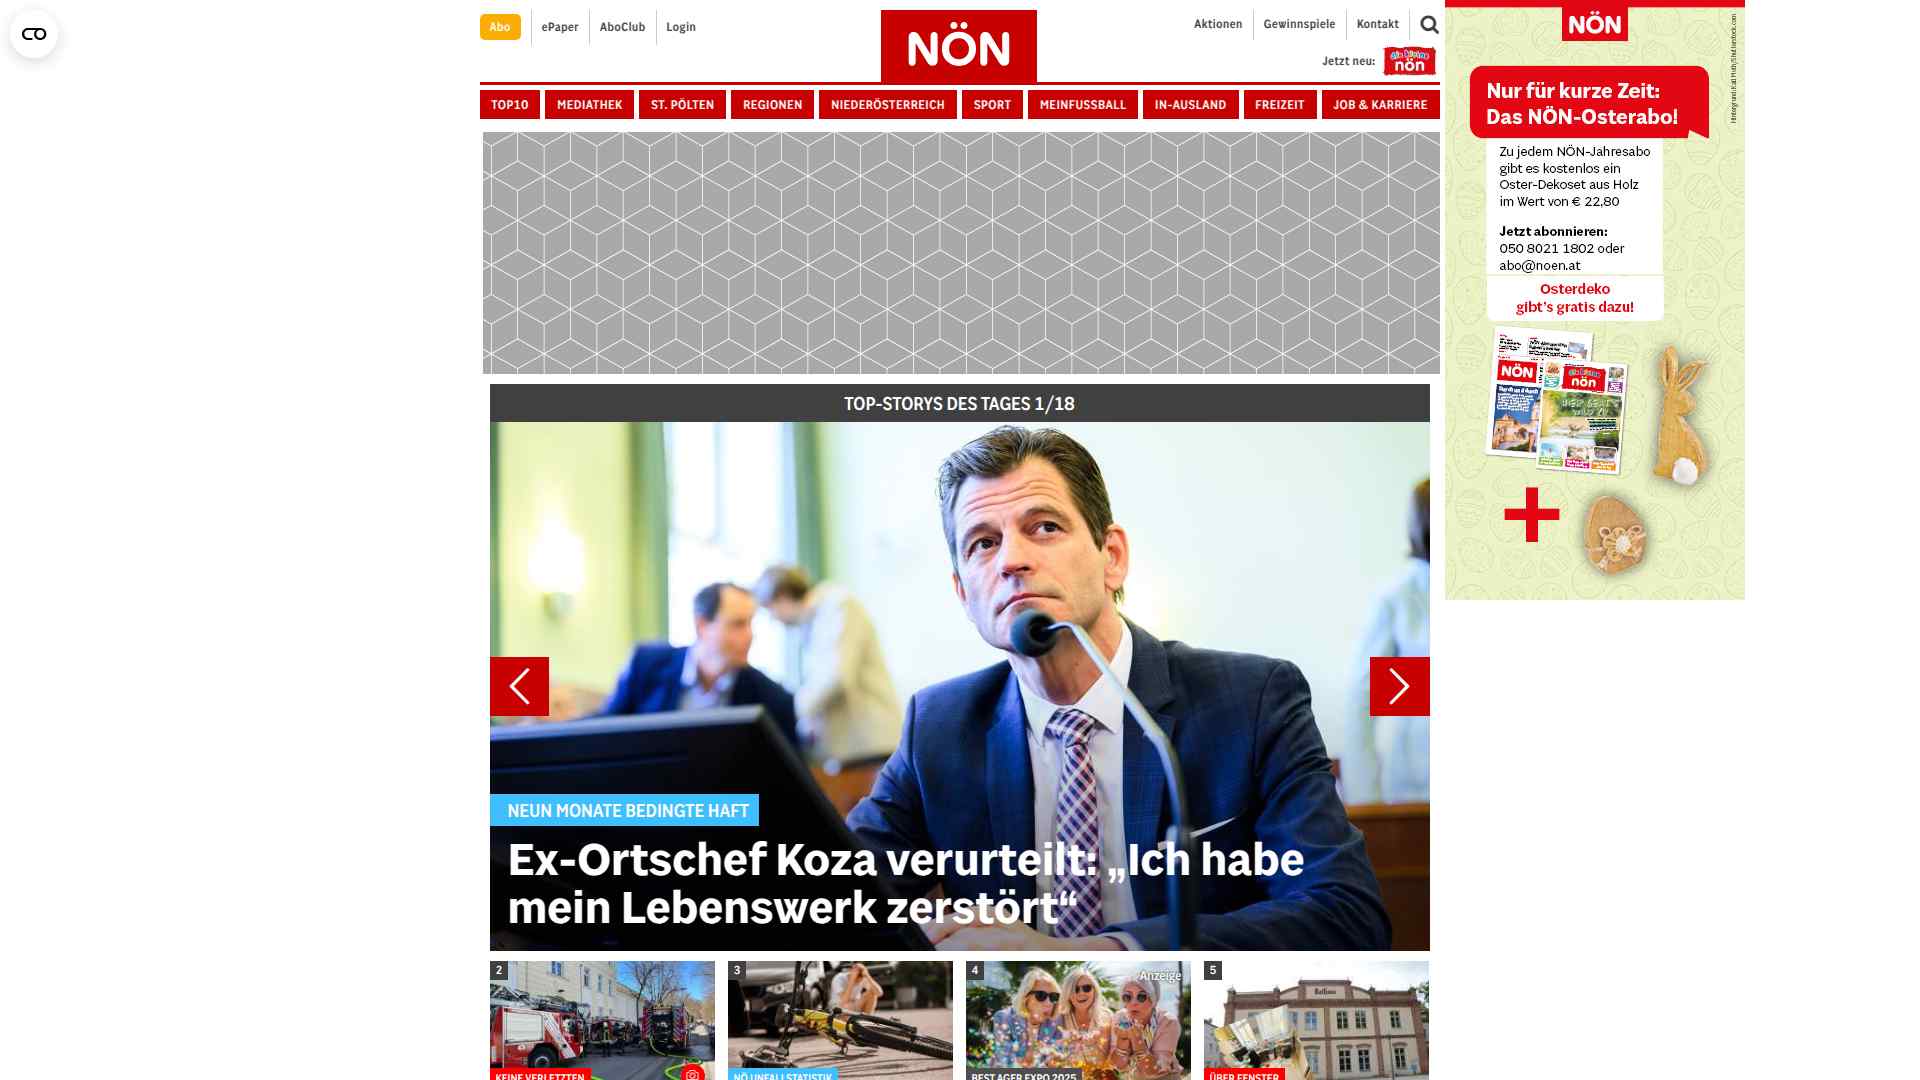 Abo
ePaper
AboClub
Login
NÖN
Aktionen
Gewinnspiele
Kontakt
Jetzt neu:
die kleine
nön
TOP10
MEDIATHEK
ST. PÖLTEN
REGIONEN
NIEDERÖSTERREICH
SPORT
MEINFUSSBALL
IN-AUSLAND
FREIZEIT
JOB & KARRIERE
TOP-STORYS DES TAGES 1/18
NEUN MONATE BEDINGTE HAFT
Ex-Ortschef Koza verurteilt: „Ich habe
mein Lebenswerk zerstört“
2
KEINE VERLETZTEN
3
NÖ UNFALLSTATISTIK
4
Anzeige
BEST AGER EXPO 2025
5
Rathaus
ÜBER FENSTER
NÖN
Nur für kurze Zeit:
Das NÖN-Osterabo!
Zu jedem NÖN-Jahresabo
gibt es kostenlos ein
Oster-Dekoset aus Holz
im Wert von € 22,80
Jetzt abonnieren:
050 8021 1802 oder
abo@noen.at
Osterdeko
gibt's gratis dazu!
NÖN
die kleine
nön